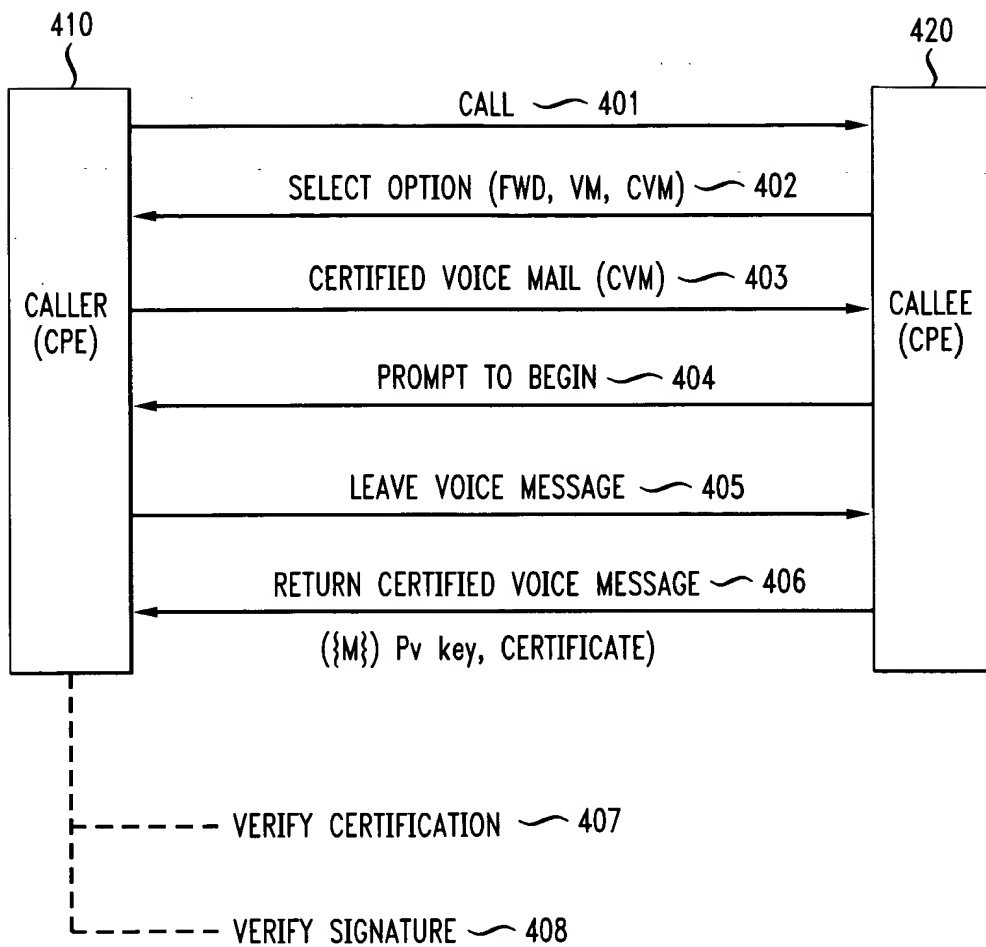 410
420
CALL 401
SELECT OPTION (FWD, VM, CVM) 402
CERTIFIED VOICE MAIL (CVM) 403
CALLER
(CPE)
CALLEE
(CPE)
PROMPT TO BEGIN 404
LEAVE VOICE MESSAGE 405
RETURN CERTIFIED VOICE MESSAGE 406
({M}) Pv key, CERTIFICATE)
VERIFY CERTIFICATION 407
VERIFY SIGNATURE 408